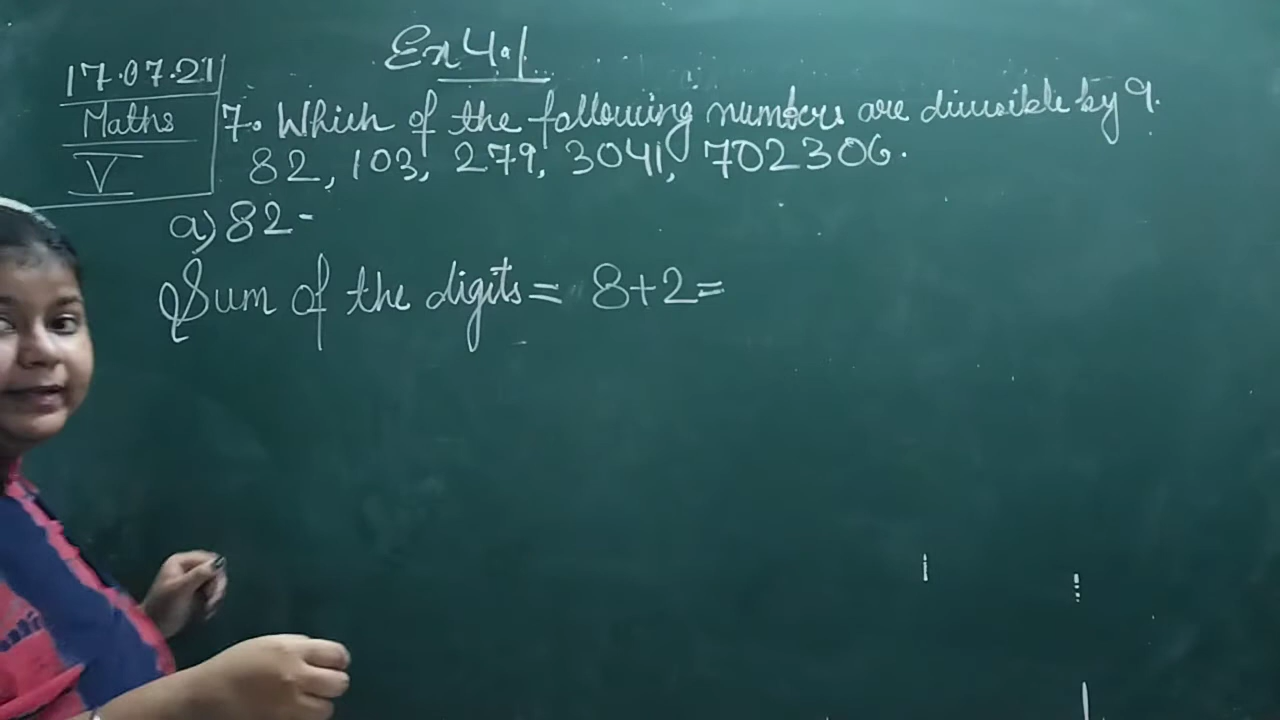 Ex 4.1
17.07.21
Maths
V
7. Which of the following numbers are divisible by 9.
82, 103, 279, 3041, 702306.
a) 82-
Sum of the digits = 8+2=